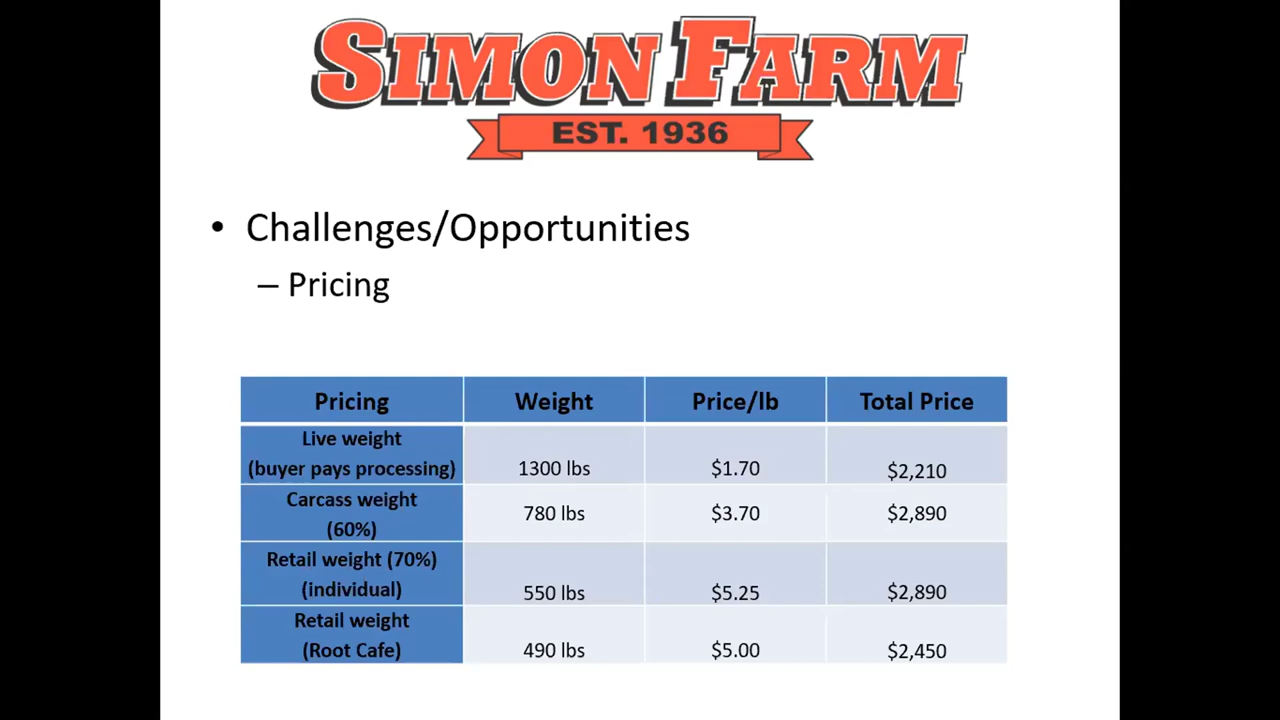 SIMON FARM
EST. 1936
• Challenges/Opportunities
– Pricing
Pricing Weight Price/lb Total Price
Live weight
(buyer pays processing) 1300 lbs $1.70 $2,210
Carcass weight
(60%) 780 lbs $3.70 $2,890
Retail weight (70%)
(individual) 550 lbs $5.25 $2,890
Retail weight
(Root Cafe) 490 lbs $5.00 $2,450